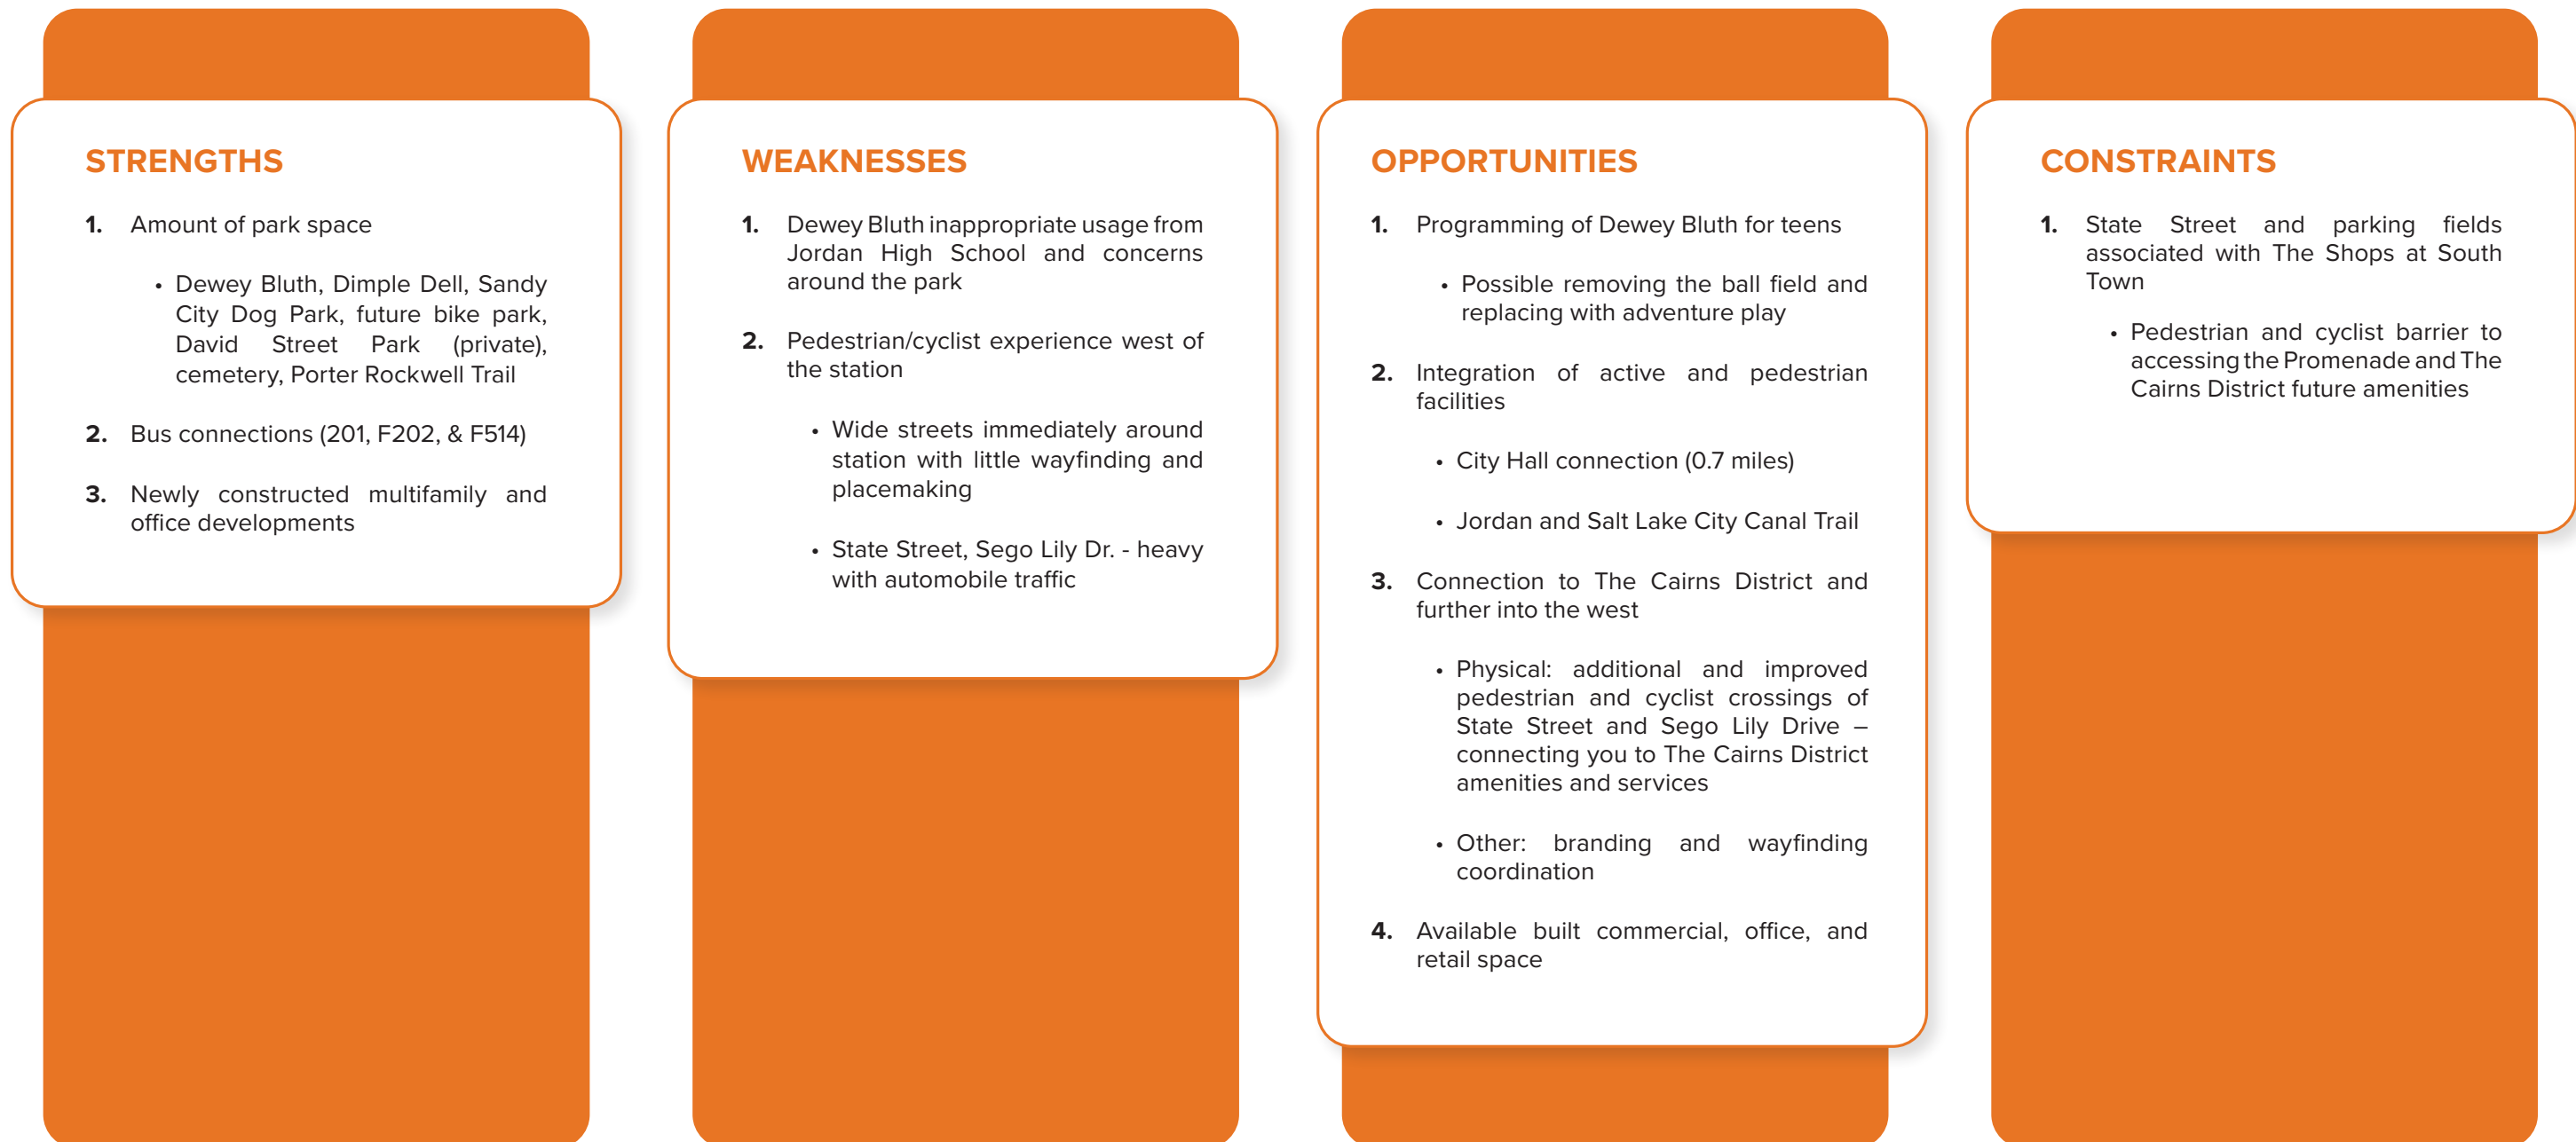 STRENGTHS
1. Amount of park space
• Dewey Bluth, Dimple Dell, Sandy
City Dog Park, future bike park,
David Street Park (private),
cemetery, Porter Rockwell Trail
2. Bus connections (201, F202, & F514)
3. Newly constructed multifamily and
office developments
WEAKNESSES
1. Dewey Bluth inappropriate usage from
Jordan High School and concerns
around the park
2. Pedestrian/cyclist experience west of
the station
• Wide streets immediately around
station with little wayfinding and
placemaking
• State Street, Sego Lily Dr. - heavy
with automobile traffic
OPPORTUNITIES
1. Programming of Dewey Bluth for teens
• Possible removing the ball field and
replacing with adventure play
2. Integration of active and pedestrian
facilities
• City Hall connection (0.7 miles)
• Jordan and Salt Lake City Canal Trail
3. Connection to The Cairns District and
further into the west
• Physical: additional and improved
pedestrian and cyclist crossings of
State Street and Sego Lily Drive –
connecting you to The Cairns District
amenities and services
• Other: branding and wayfinding
coordination
4. Available built commercial, office, and
retail space
CONSTRAINTS
1. State Street and parking fields
associated with The Shops at South
Town
• Pedestrian and cyclist barrier to
accessing the Promenade and The
Cairns District future amenities